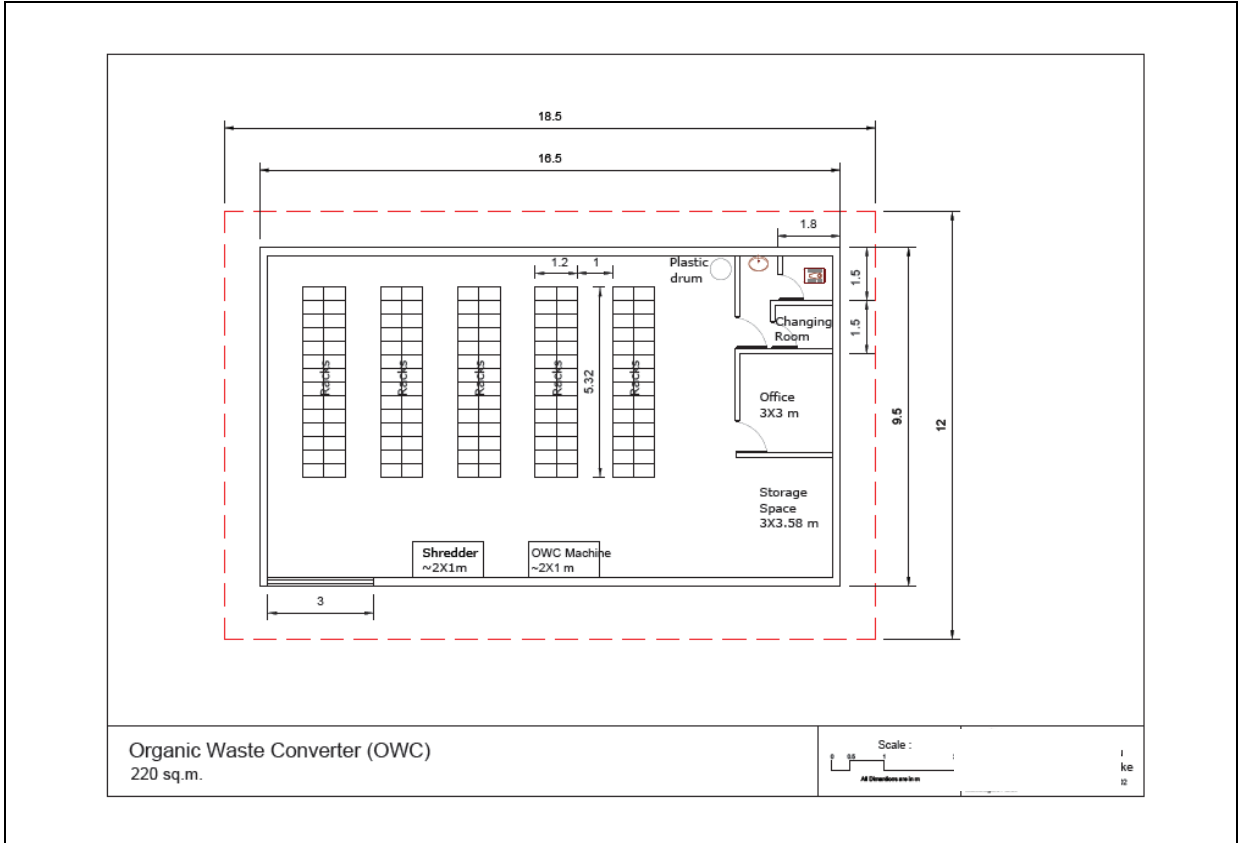 18.5
16.5
1.8
1.2
1
Plastic
drum
1.5
Changing
Room
1.5
Racks
Racks
Racks
Racks
Racks
5.32
Office
3X3 m
9.5
12
Storage
Space
3X3.58 m
Shredder
~2X1m
OWC Machine
~2X1 m
3
Organic Waste Converter (OWC)
220 sq.m.
Scale :
0 0.5 1
All Dimentions are in m
ke